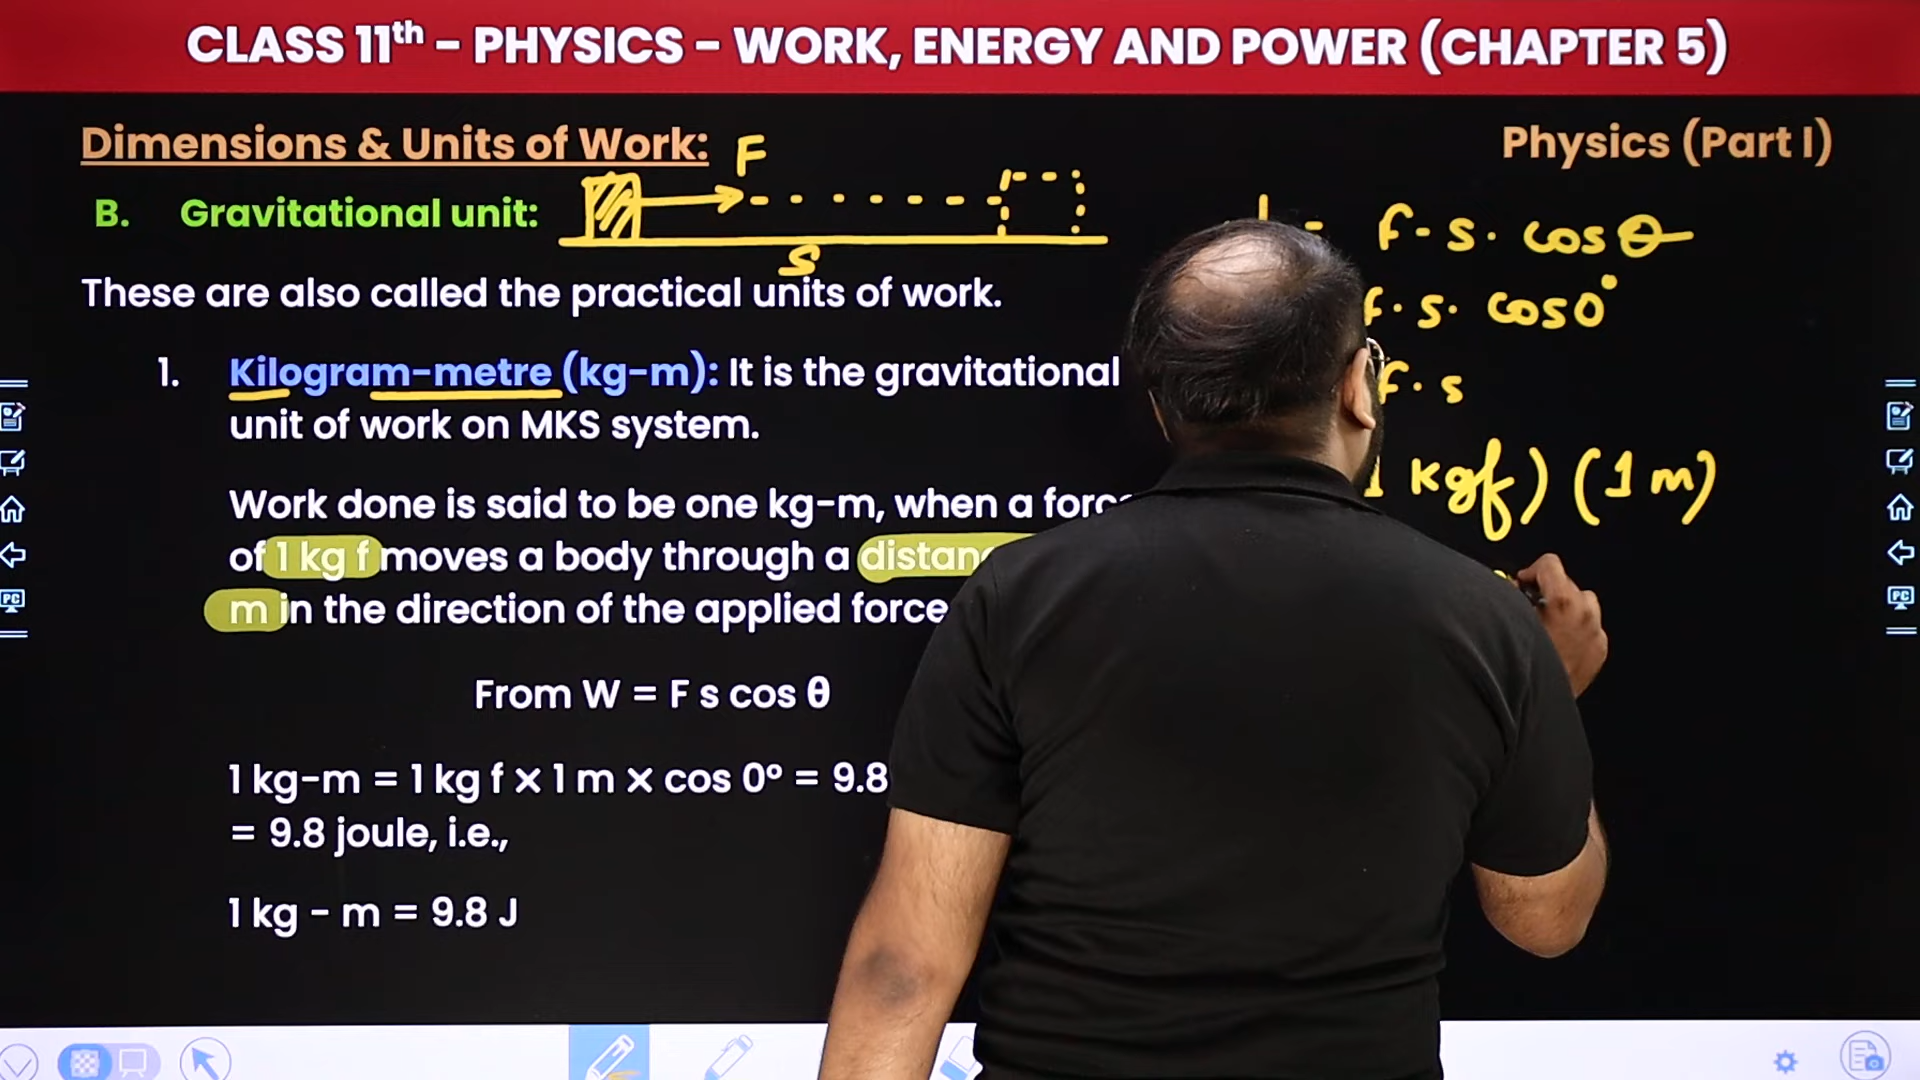 CLASS 11th - PHYSICS - WORK, ENERGY AND POWER (CHAPTER 5)
Dimensions & Units of Work:
Physics (Part I)
F
B. Gravitational unit:
s
These are also called the practical units of work.
1. Kilogram-metre (kg-m): It is the gravitational
unit of work on MKS system.
Work done is said to be one kg-m, when a
of 1 kg f moves a body through a
m in the direction of the applied force
From W = F s cos θ
1 kg-m = 1 kg f × 1 m × cos 0° = 9.8
= 9.8 joule, i.e.,
1 kg - m = 9.8 J
= F · s · cos θ
F · s · cos 0°
F · s
1 kgf) (1 m)
PC
PC